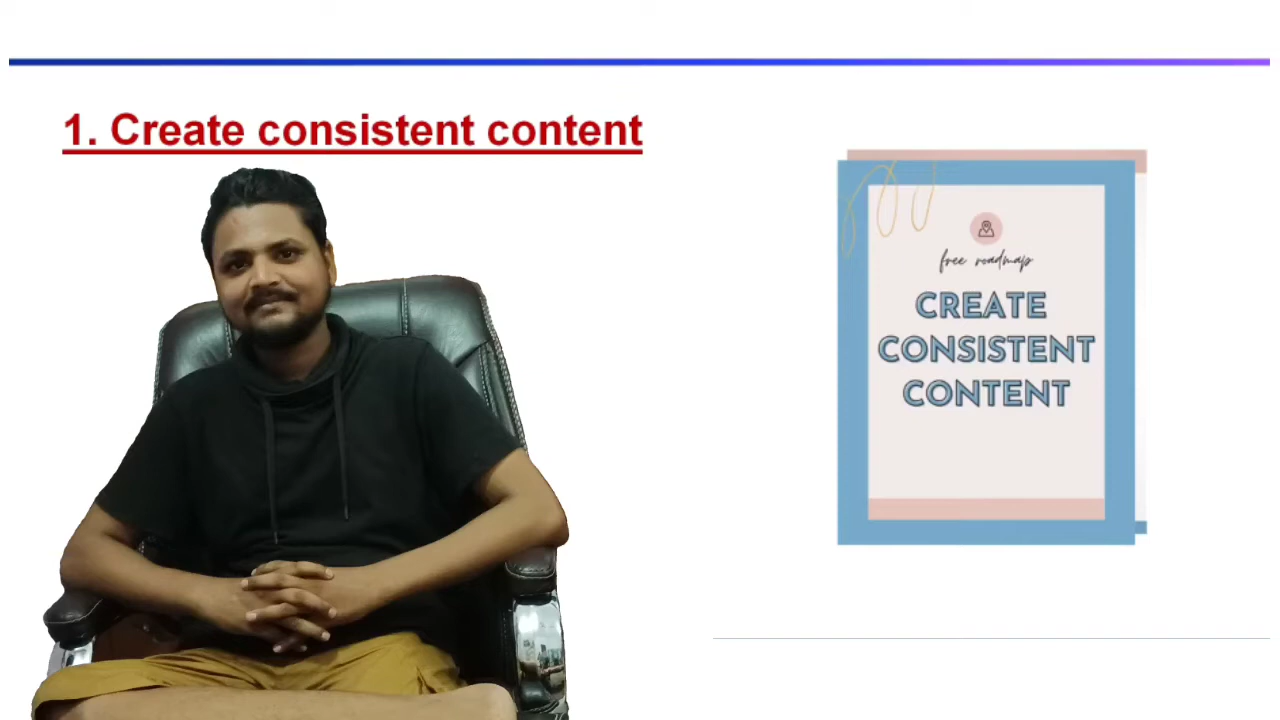 1. Create consistent content
free roadmap
CREATE
CONSISTENT
CONTENT